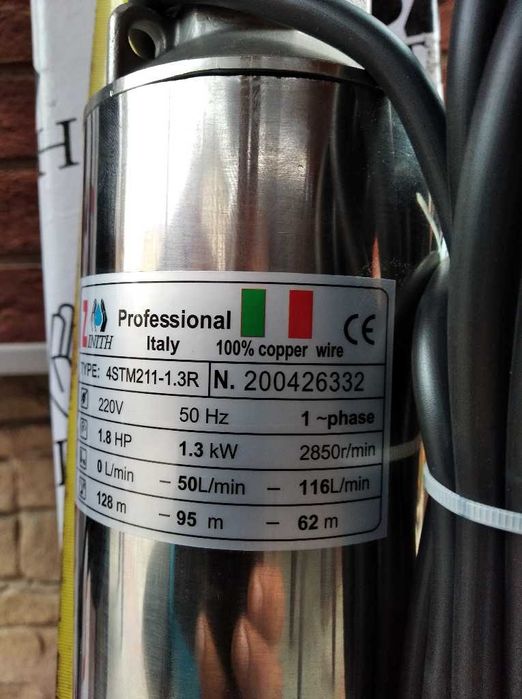 Z INITH Professional Italy 100% copper wire CE
TYPE: 4STM211-1.3R N. 200426332
220V 50 Hz 1 ~phase
1.8 HP 1.3 kW 2850r/min
0 L/min – 50L/min – 116L/min
128 m – 95 m – 62 m
H